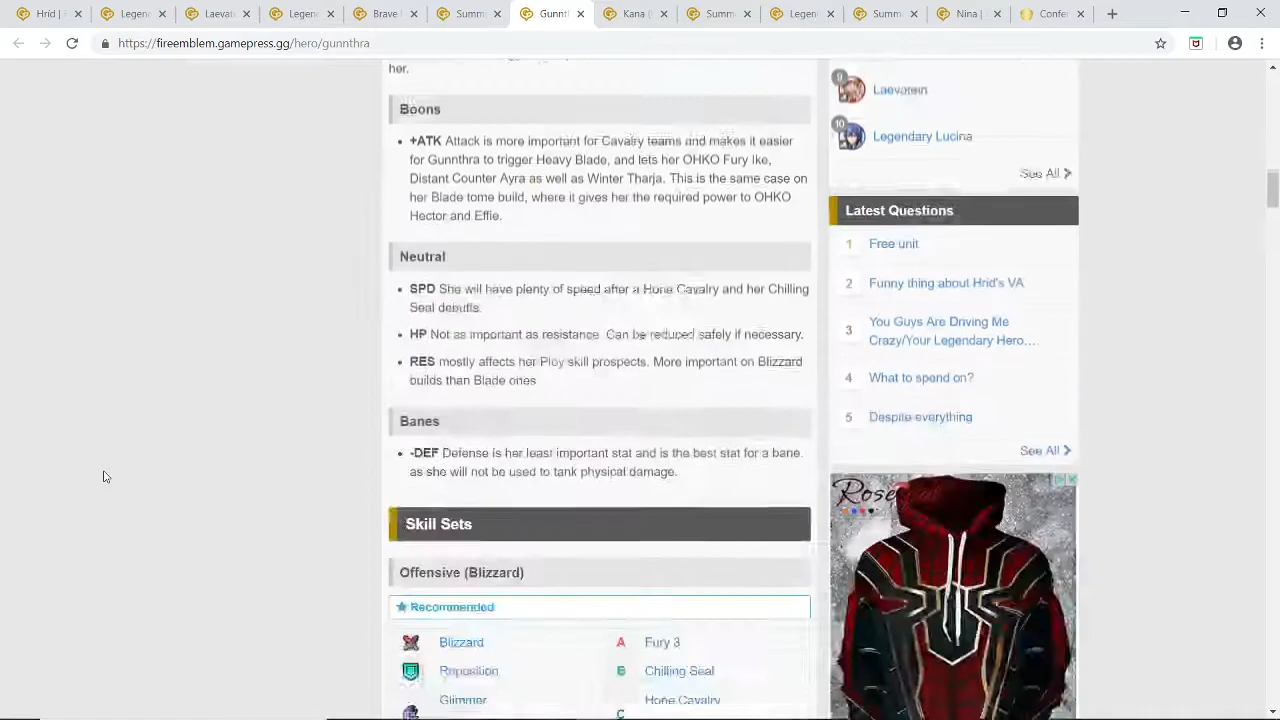 Hrid |
Legend
Laevat
Legend
Brave
Summ
Gunnth
Kana (
Summ
Legend
Summ
Nina |
Confer
https://fireemblem.gamepress.gg/hero/gunnthra
her.
Boons
+ATK Attack is more important for Cavalry teams and makes it easier
for Gunnthra to trigger Heavy Blade, and lets her OHKO Fury Ike,
Distant Counter Ayra as well as Winter Tharja. This is the same case on
her Blade tome build, where it gives her the required power to OHKO
Hector and Effie.
Neutral
SPD She will have plenty of speed after a Hone Cavalry and her Chilling
Seal debuffs.
HP Not as important as resistance. Can be reduced safely if necessary.
RES mostly affects her Ploy skill prospects. More important on Blizzard
builds than Blade ones
Banes
-DEF Defense is her least important stat and is the best stat for a bane.
as she will not be used to tank physical damage.
Skill Sets
Offensive (Blizzard)
Recommended
Blizzard
A Fury 3
Reposition
B Chilling Seal
Glimmer
C Hone Cavalry
9 Laevatein
10 Legendary Lucina
See All
Latest Questions
1 Free unit
2 Funny thing about Hrid's VA
3 You Guys Are Driving Me
Crazy/Your Legendary Hero....
4 What to spend on?
5 Despite everything
See All